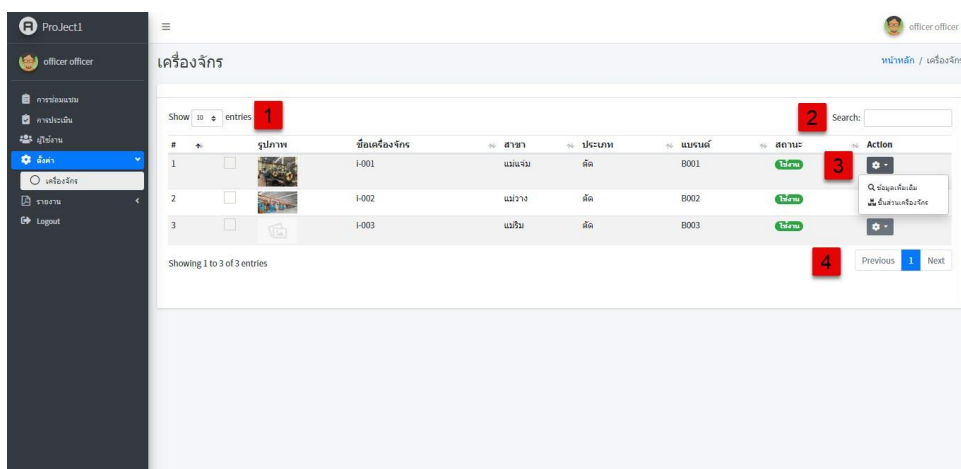 ProJect1
officer officer
officer officer
เครื่องจักร
หน้าหลัก / เครื่องจักร
การซ่อมแซม
การประเมิน
ผู้ใช้งาน
ตั้งค่า
เครื่องจักร
รายงาน
Logout
Show 10 entries 1
2 Search:
# รูปภาพ ชื่อเครื่องจักร สาขา ประเภท แบรนด์ สถานะ Action
1 I-001 แม่แจ่ม ตัด B001 ใช้งาน 3
ข้อมูลเพิ่มเติม
ชิ้นส่วนเครื่องจักร
2 I-002 แม่วาง ตัด B002 ใช้งาน
3 I-003 แม่ริม ตัด B003 ใช้งาน
Showing 1 to 3 of 3 entries
4 Previous 1 Next